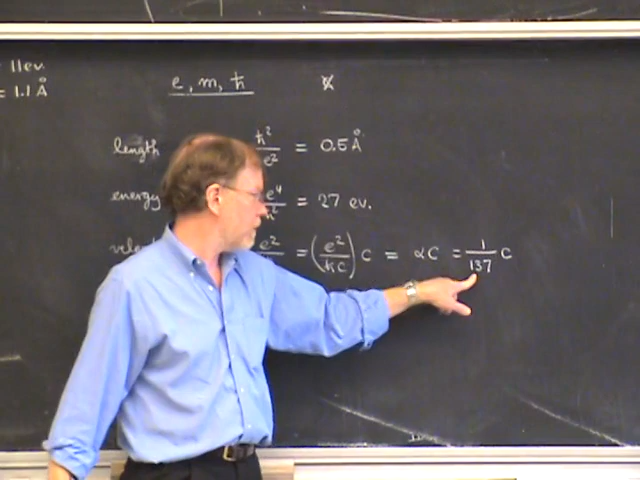 = 11ev.
= 1.1 Å
e, m, ħ
length ħ² / e² = 0.5 Å
energy e⁴ / ħ² = 27 ev.
e² / = (e² / ħc) c = αc = 1 / 137 c